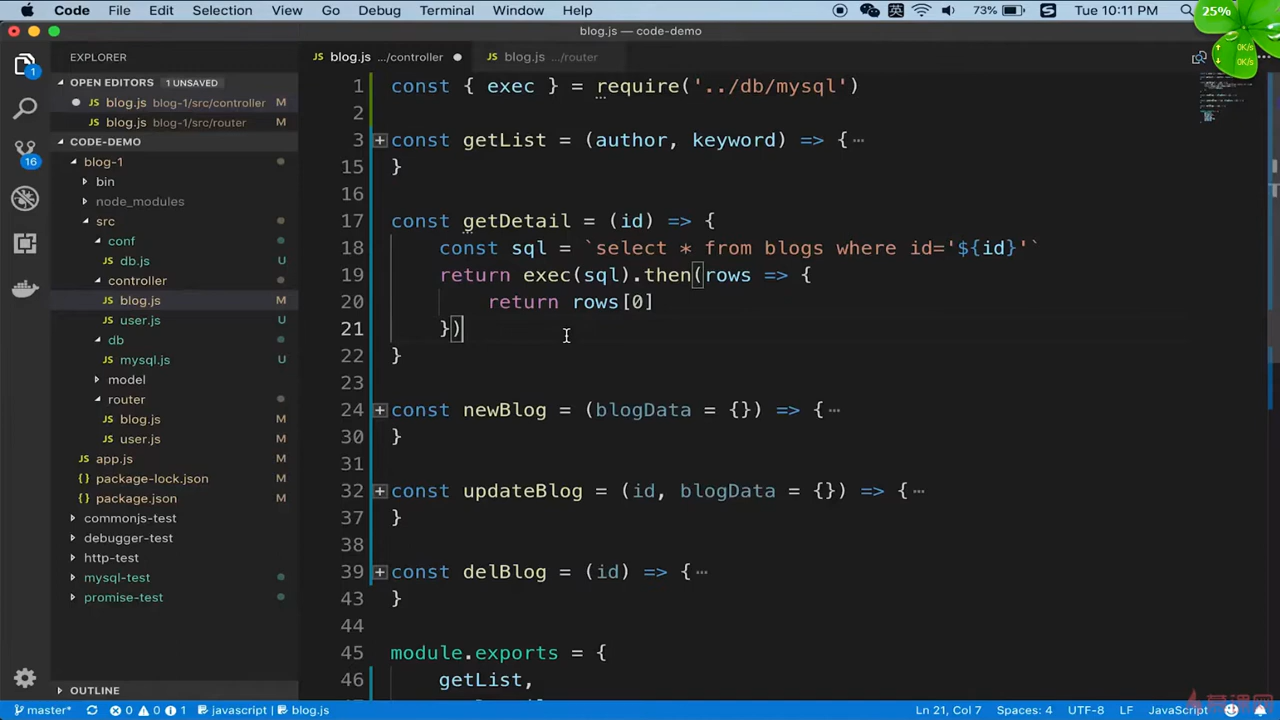 Code File Edit Selection View Go Debug Terminal Window Help 73% Tue 10:11 PM 25%
0K/s
0K/s
blog.js — code-demo
EXPLORER
OPEN EDITORS 1 UNSAVED
blog.js blog-1/src/controller M
blog.js blog-1/src/router M
CODE-DEMO
blog-1
bin
node_modules
src
conf
db.js U
controller
blog.js M
user.js U
db
mysql.js U
model
router
blog.js M
user.js M
app.js M
package-lock.json M
package.json M
commonjs-test
debugger-test
http-test
mysql-test
promise-test
OUTLINE
1
16
blog.js .../controller
blog.js .../router
1 const { exec } = require('../db/mysql')
2
3 const getList = (author, keyword) => {…
15 }
16
17 const getDetail = (id) => {
18 const sql = `select * from blogs where id='${id}'`
19 return exec(sql).then(rows => {
20 return rows[0]
21 })
22 }
23
24 const newBlog = (blogData = {}) => {…
30 }
31
32 const updateBlog = (id, blogData = {}) => {…
37 }
38
39 const delBlog = (id) => {…
43 }
44
45 module.exports = {
46 getList,
master* 0 0 1 javascript | blog.js Ln 21, Col 7 Spaces: 4 UTF-8 LF JavaScript